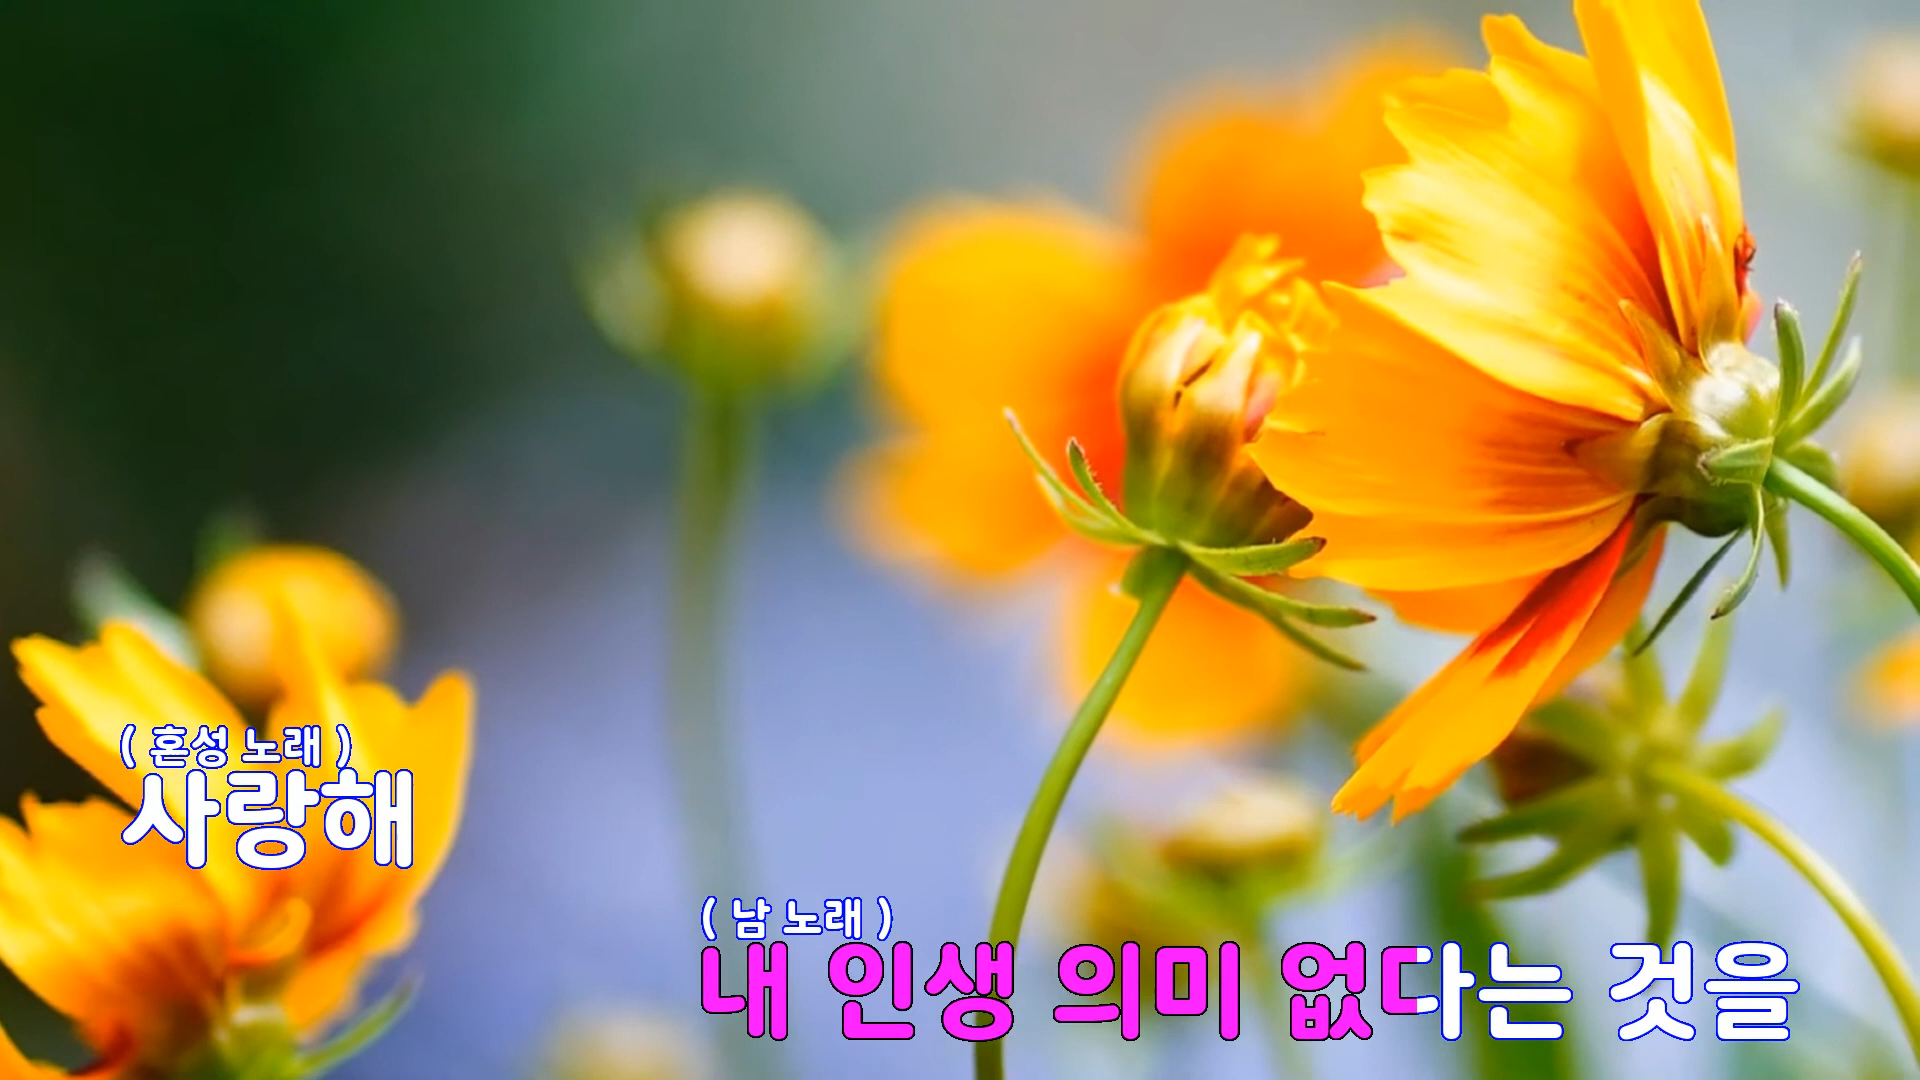 ( 혼성 노래 )
사랑해
( 남 노래 )
내 인생 의미 없다는 것을